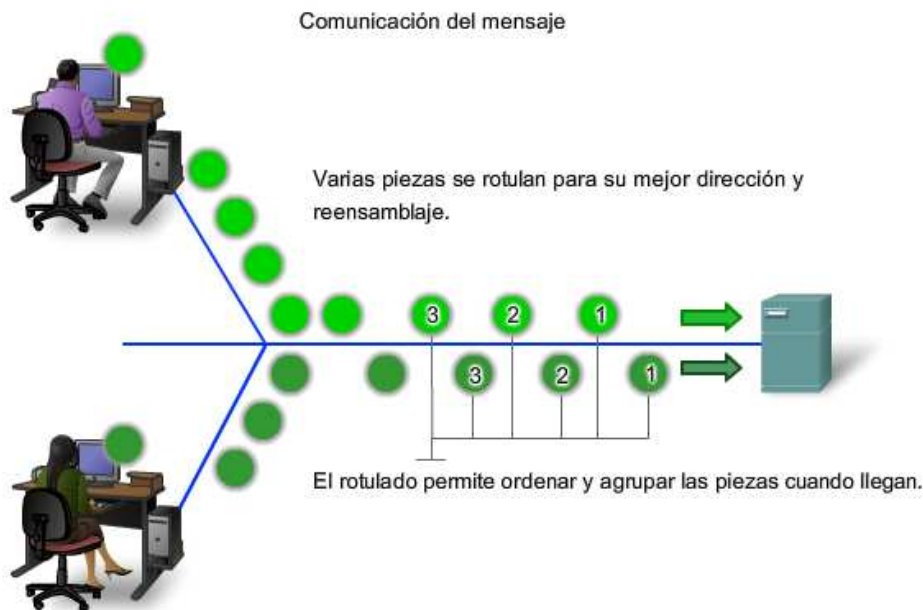 Comunicación del mensaje
Varias piezas se rotulan para su mejor dirección y
reensamblaje.
3 2 1
3 2 1
El rotulado permite ordenar y agrupar las piezas cuando llegan.